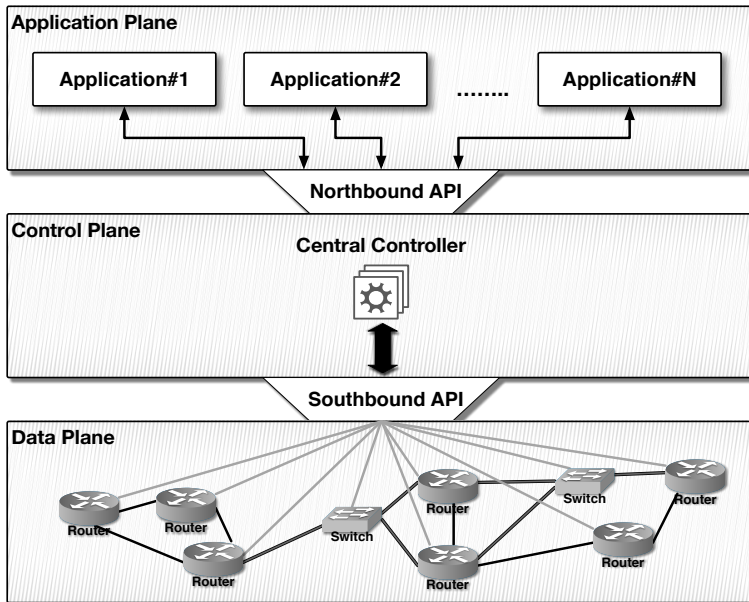 Application Plane
Application#1
Application#2
........
Application#N
Northbound API
Control Plane
Central Controller
Southbound API
Data Plane
Router
Router
Router
Switch
Router
Router
Switch
Router
Router